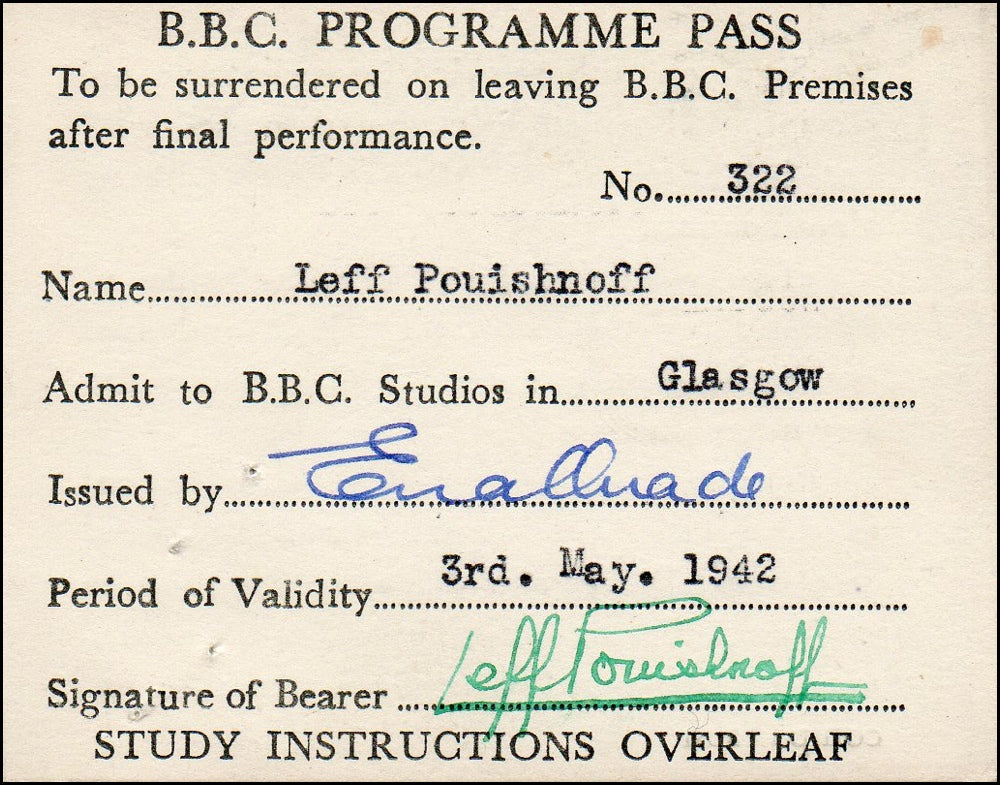 B.B.C. PROGRAMME PASS
To be surrendered on leaving B.B.C. Premises
after final performance.
No. 322
Name Leff Pouishnoff
Admit to B.B.C. Studios in Glasgow
Issued by
Period of Validity 3rd. May. 1942
Signature of Bearer Leff Pouishnoff
STUDY INSTRUCTIONS OVERLEAF